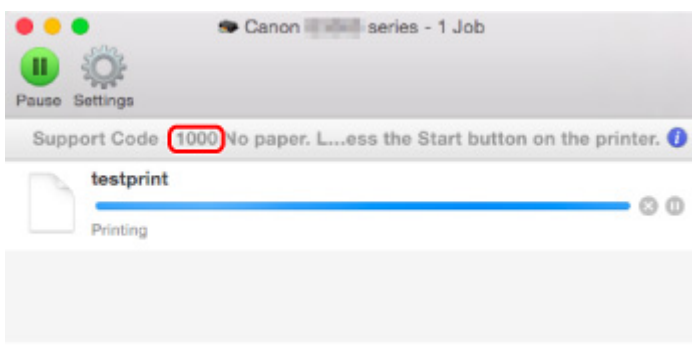 Canon series - 1 Job
Pause Settings
Support Code 1000 No paper. L...ess the Start button on the printer.
testprint
Printing